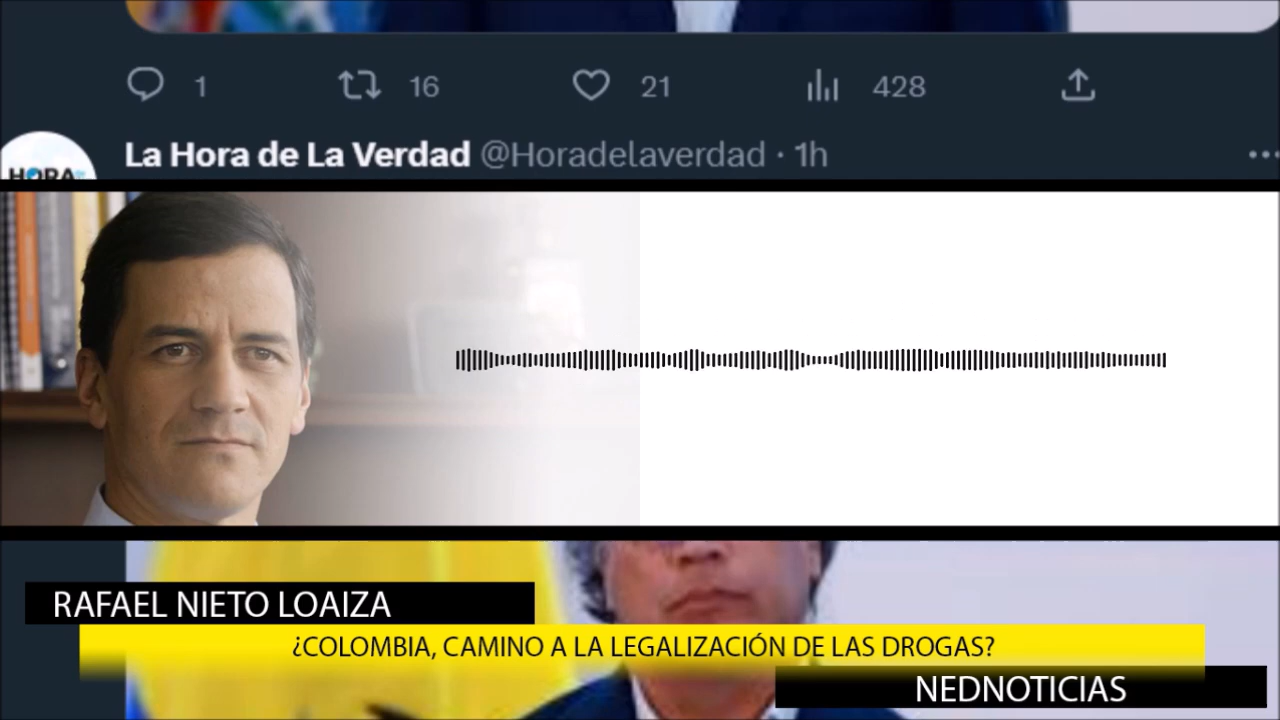 1 16 21 428
La Hora de La Verdad @Horadelaverdad · 1h
HORA
RAFAEL NIETO LOAIZA
¿COLOMBIA, CAMINO A LA LEGALIZACIÓN DE LAS DROGAS?
NEDNOTICIAS